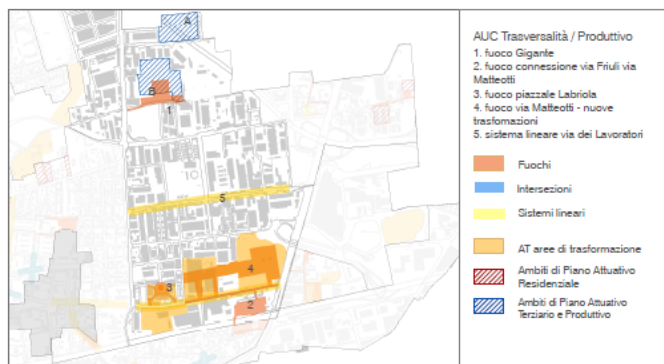 A
B
1
10
5
4
3
2
AUC Trasversalità / Produttivo
1. fuoco Gigante
2. fuoco connessione via Friuli via
Matteotti
3. fuoco piazzale Labriola
4. fuoco via Matteotti - nuove
trasfomazioni
5. sistema lineare via dei Lavoratori
Fuochi
Intersezioni
Sistemi lineari
AT aree di trasformazione
Ambiti di Piano Attuativo
Residenziale
Ambiti di Piano Attuativo
Terziario e Produttivo